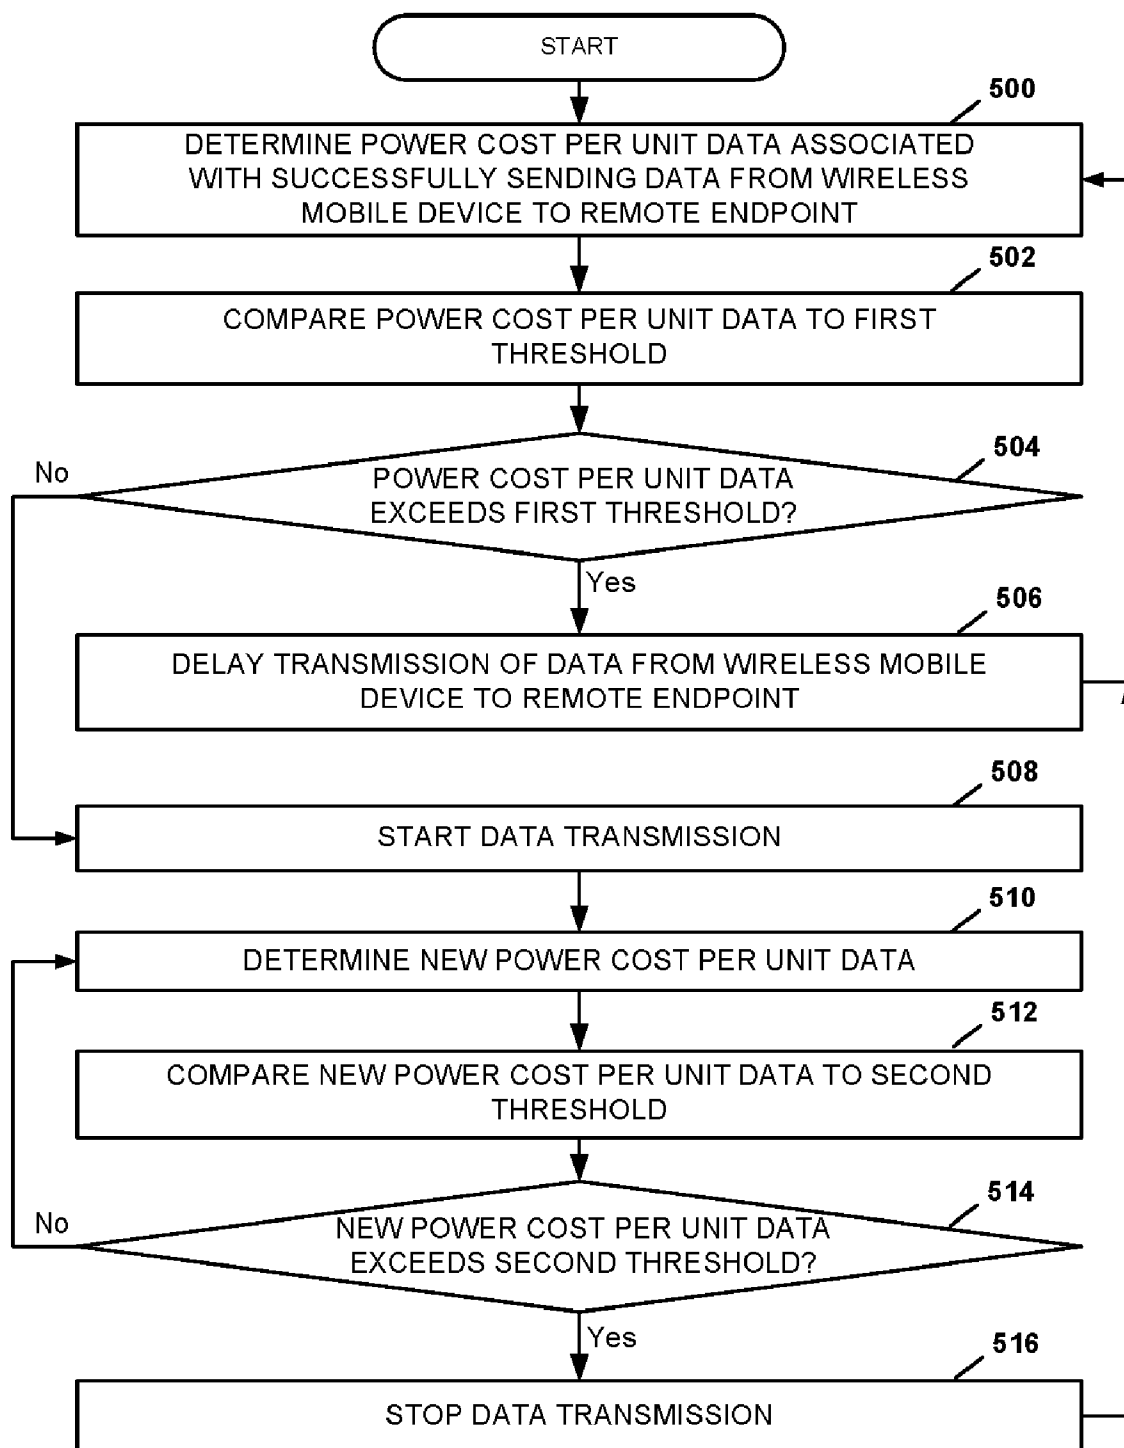 START
500
DETERMINE POWER COST PER UNIT DATA ASSOCIATED
WITH SUCCESSFULLY SENDING DATA FROM WIRELESS
MOBILE DEVICE TO REMOTE ENDPOINT
502
COMPARE POWER COST PER UNIT DATA TO FIRST
THRESHOLD
504
No
POWER COST PER UNIT DATA
EXCEEDS FIRST THRESHOLD?
Yes
506
DELAY TRANSMISSION OF DATA FROM WIRELESS MOBILE
DEVICE TO REMOTE ENDPOINT
508
START DATA TRANSMISSION
510
DETERMINE NEW POWER COST PER UNIT DATA
512
COMPARE NEW POWER COST PER UNIT DATA TO SECOND
THRESHOLD
514
No
NEW POWER COST PER UNIT DATA
EXCEEDS SECOND THRESHOLD?
Yes
516
STOP DATA TRANSMISSION